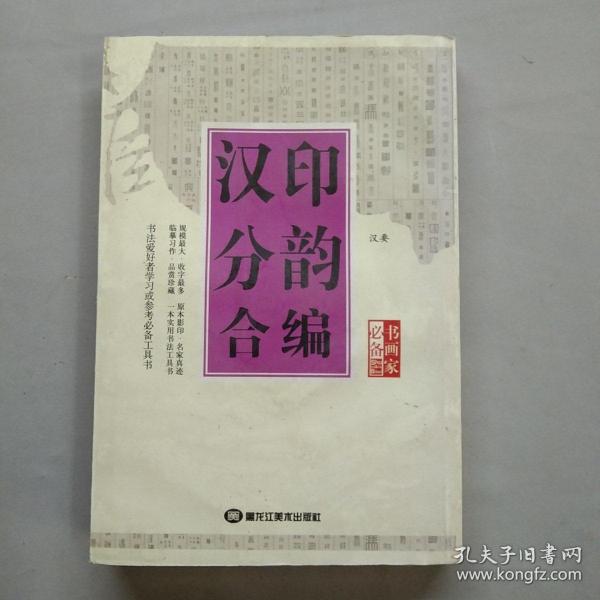 汉印
分韵
合编
汉要
书画家
必备
规模最大·收字最多 原本影印·名家真迹
临摹习作·品赏珍藏 一本实用书法工具书
书法爱好者学习或参考必备工具书
黑龙江美术出版社
孔夫子旧书网
www.kongfz.com